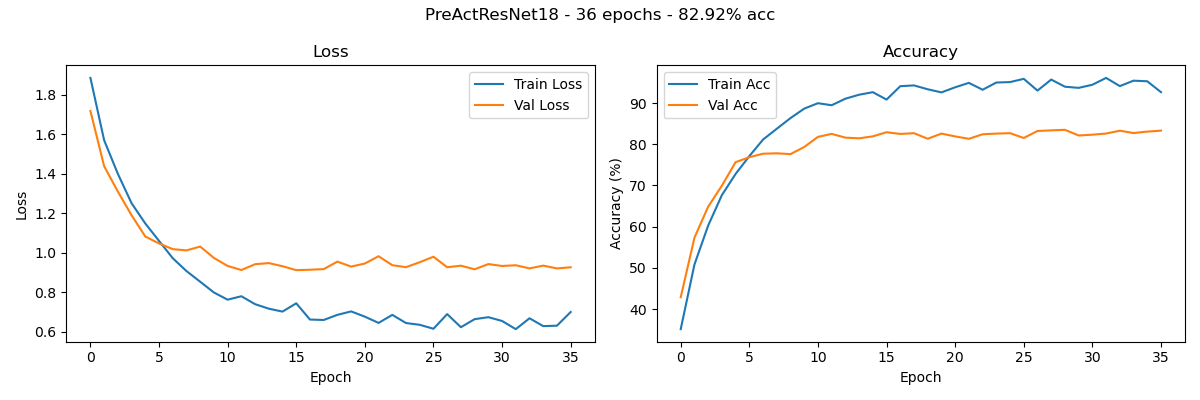 PreActResNet18 - 36 epochs - 82.92% acc
Loss
Train Loss
Val Loss
1.8
1.6
1.4
1.2
1.0
0.8
0.6
Loss
0 5 10 15 20 25 30 35
Epoch
Accuracy
Train Acc
Val Acc
90
80
70
60
50
40
Accuracy (%)
0 5 10 15 20 25 30 35
Epoch